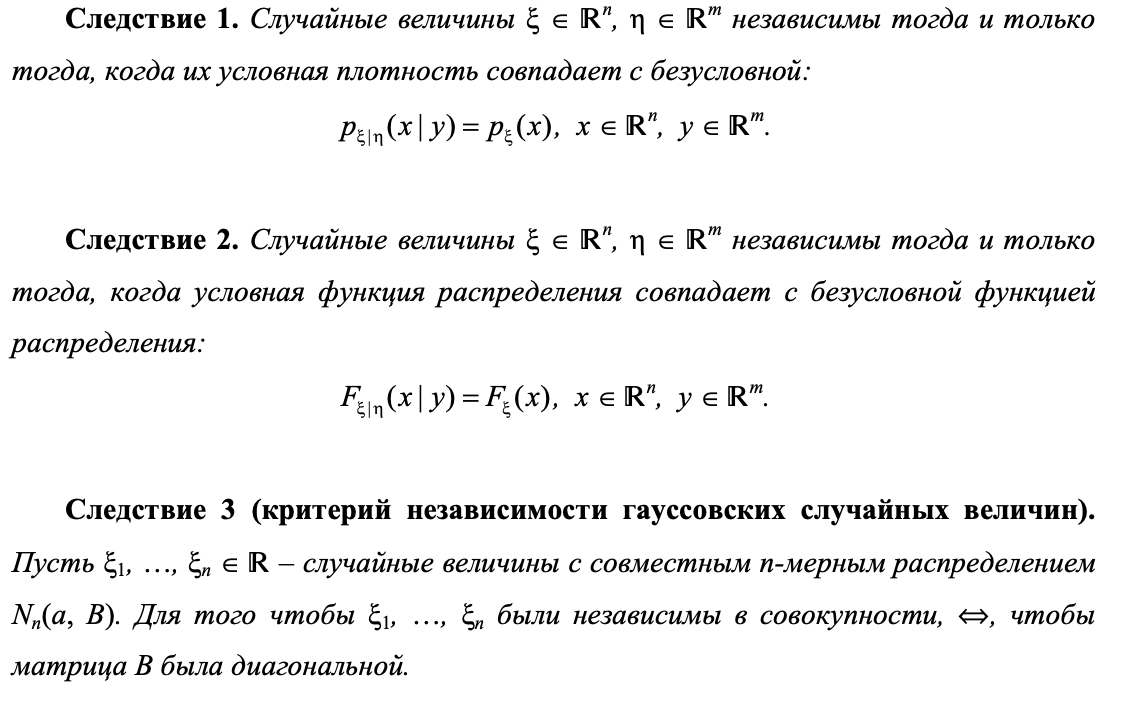 Следствие 1. Случайные величины ξ ∈ ℝⁿ, η ∈ ℝᵐ независимы тогда и только
тогда, когда их условная плотность совпадает с безусловной:
p_{ξ|η}(x | y) = p_ξ(x), x ∈ ℝⁿ, y ∈ ℝᵐ.
Следствие 2. Случайные величины ξ ∈ ℝⁿ, η ∈ ℝᵐ независимы тогда и только
тогда, когда условная функция распределения совпадает с безусловной функцией
распределения:
F_{ξ|η}(x | y) = F_ξ(x), x ∈ ℝⁿ, y ∈ ℝᵐ.
Следствие 3 (критерий независимости гауссовских случайных величин).
Пусть ξ₁, …, ξₙ ∈ ℝ – случайные величины с совместным n-мерным распределением
Nₙ(a, B). Для того чтобы ξ₁, …, ξₙ были независимы в совокупности, ⇔, чтобы
матрица B была диагональной.